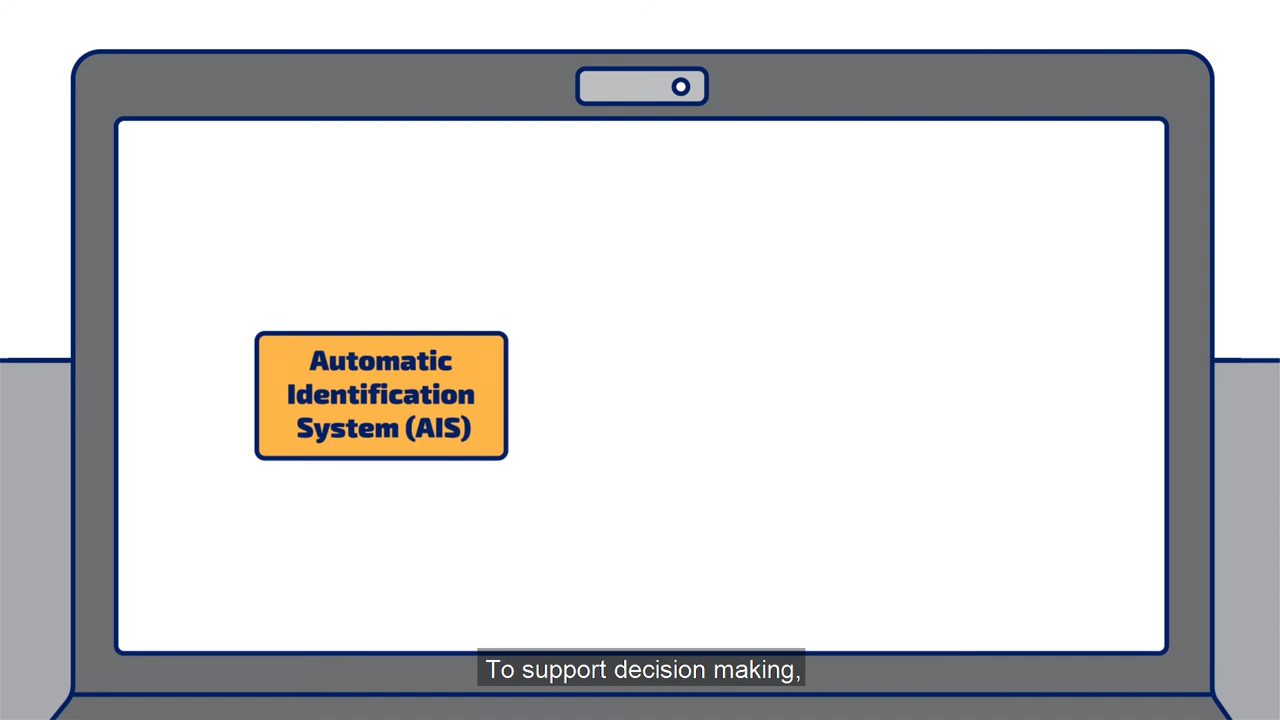 Automatic
Identification
System (AIS)
To support decision making,